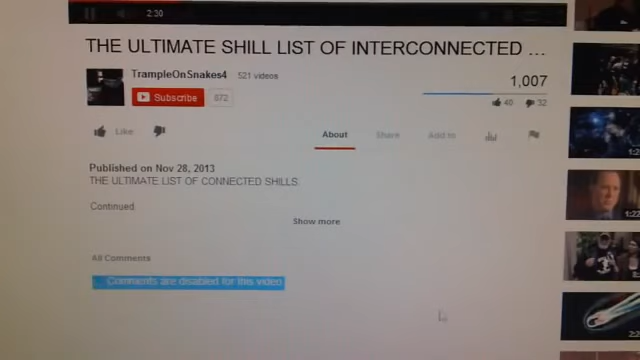 2:30
THE ULTIMATE SHILL LIST OF INTERCONNECTED ...
TrampleOnSnakes4 521 videos
Subscribe 872
1,007
40 32
Like
About Share Add to
Published on Nov 28, 2013
THE ULTIMATE LIST OF CONNECTED SHILLS.
Continued
Show more
All Comments
Comments are disabled for this video
1:22